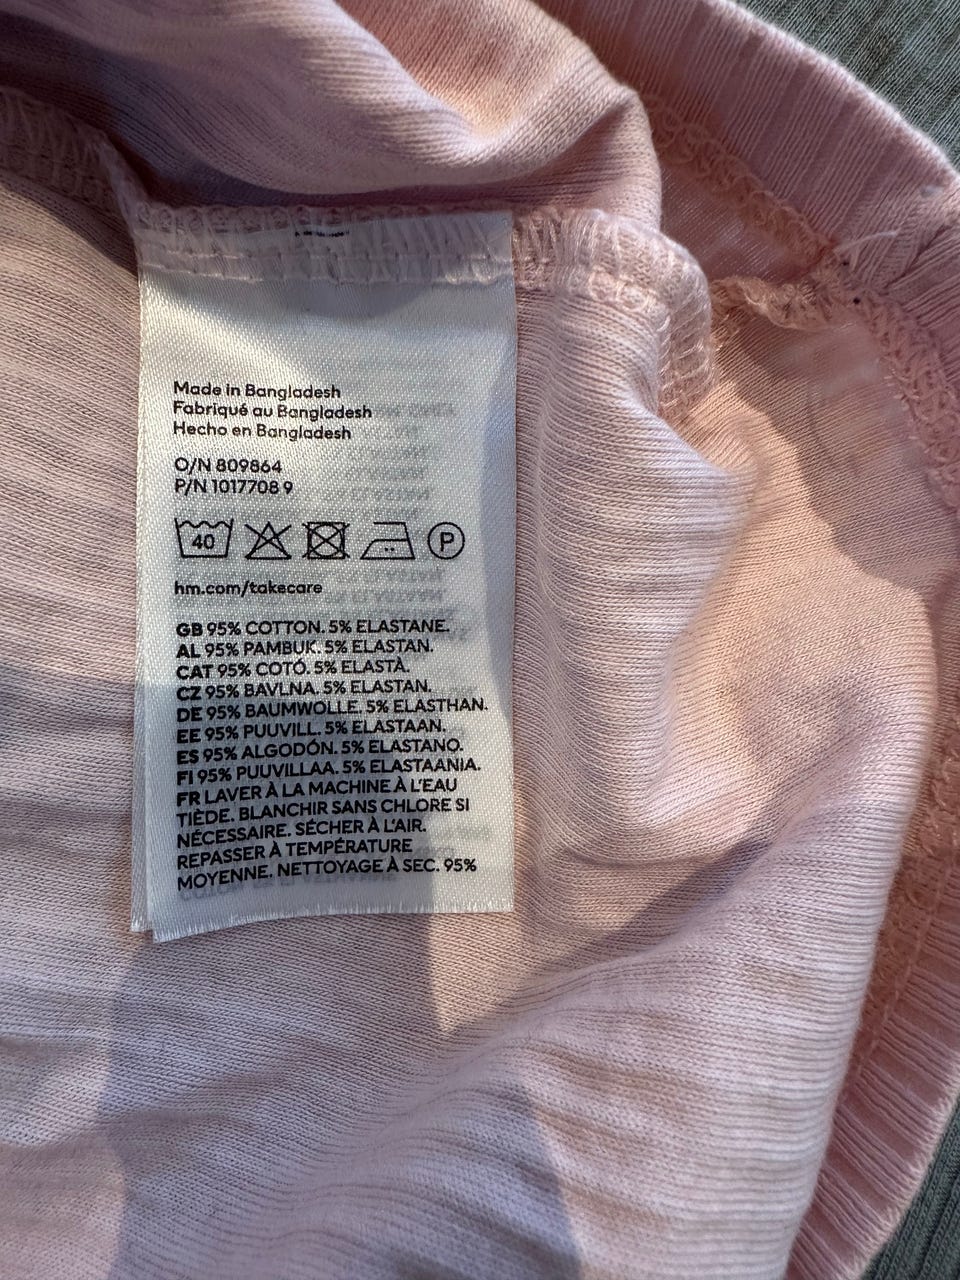 Made in Bangladesh
Fabriqué au Bangladesh
Hecho en Bangladesh
O/N 809864
P/N 1017708 9
40 P
hm.com/takecare
GB 95% COTTON. 5% ELASTANE.
AL 95% PAMBUK. 5% ELASTAN.
CAT 95% COTÓ. 5% ELASTÀ.
CZ 95% BAVLNA. 5% ELASTAN.
DE 95% BAUMWOLLE. 5% ELASTHAN.
EE 95% PUUVILL. 5% ELASTAAN.
ES 95% ALGODÓN. 5% ELASTANO.
FI 95% PUUVILLAA. 5% ELASTAANIA.
FR LAVER À LA MACHINE À L'EAU
TIÈDE. BLANCHIR SANS CHLORE SI
NÉCESSAIRE. SÉCHER À L'AIR.
REPASSER À TEMPÉRATURE
MOYENNE. NETTOYAGE À SEC. 95%